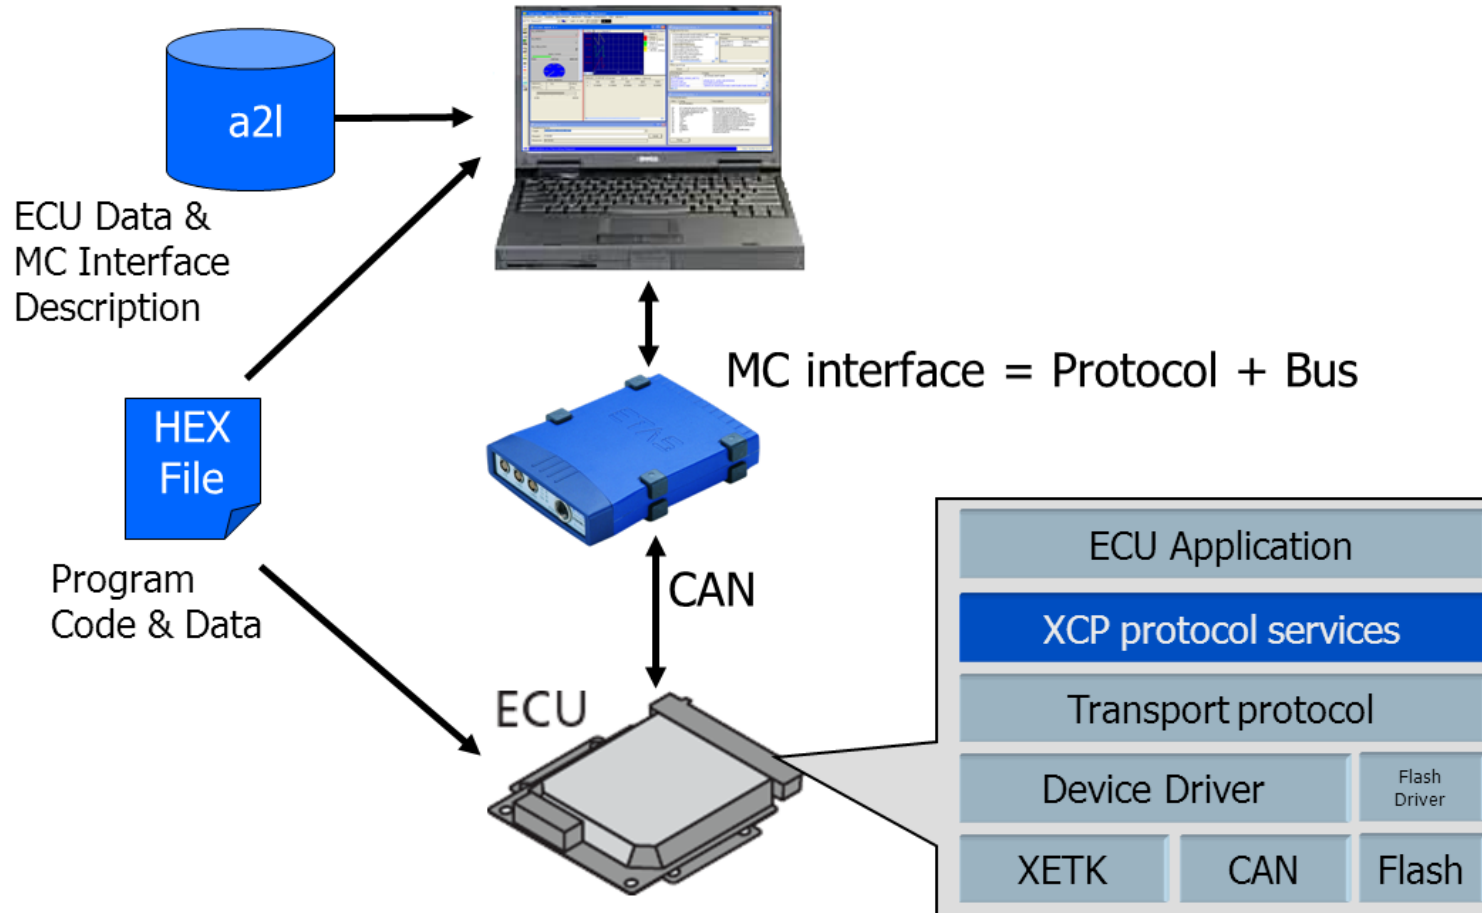 a2l
ECU Data &
MC Interface
Description
MC interface = Protocol + Bus
HEX
File
ETAS
Program
Code & Data
CAN
ECU
ECU Application
XCP protocol services
Transport protocol
Device Driver
Flash
Driver
XETK
CAN
Flash